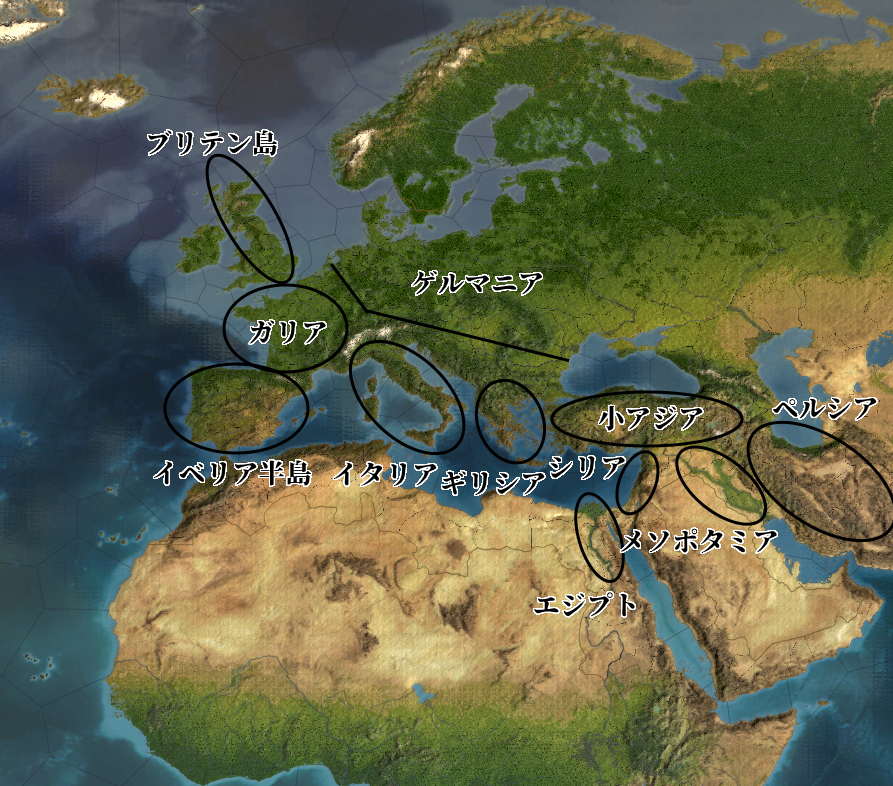 ブリテン島
ゲルマニア
ガリア
ペルシア
小アジア
イベリア半島
イタリア
ギリシア
シリア
メソポタミア
エジプト